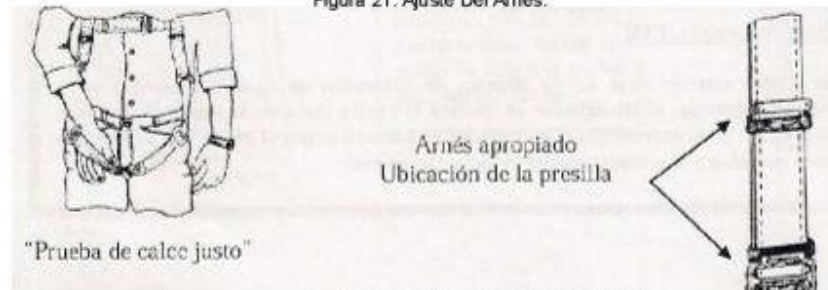 Figura 21. Ajuste Del Arnés.
Arnés apropiado
Ubicación de la presilla
"Prueba de calce justo"